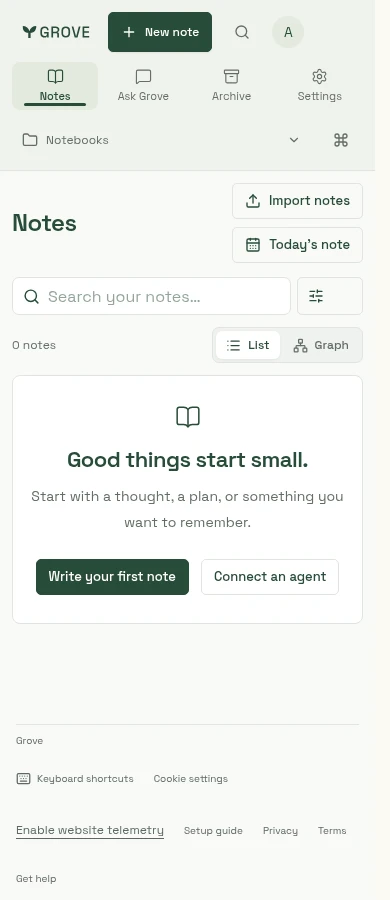 GROVE
New note
A
Notes
Ask Grove
Archive
Settings
Notebooks
Notes
Import notes
Today's note
Search your notes...
0 notes
List
Graph
Good things start small.
Start with a thought, a plan, or something you
want to remember.
Write your first note
Connect an agent
Grove
Keyboard shortcuts
Cookie settings
Enable website telemetry
Setup guide
Privacy
Terms
Get help